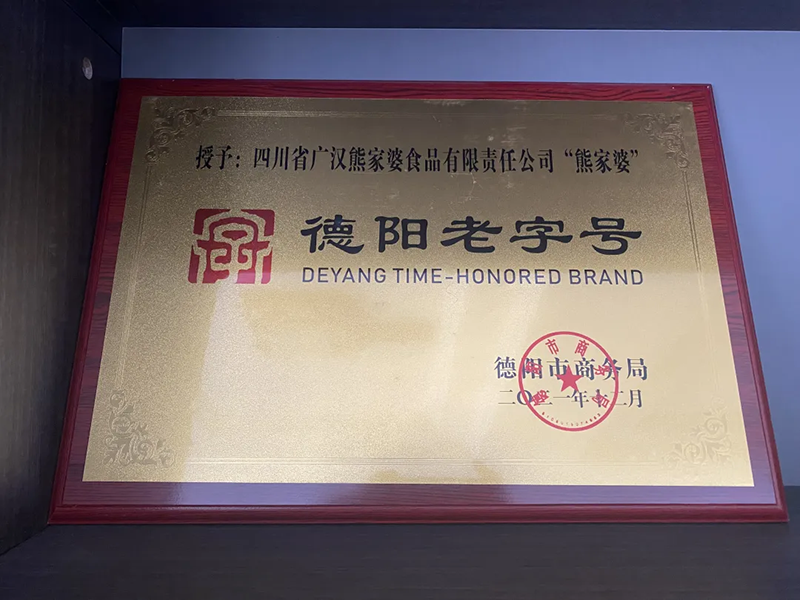 授予：四川省广汉熊家婆食品有限责任公司“熊家婆”
德阳老字号
DEYANG TIME-HONORED BRAND
德阳市商务局
二〇二一年十二月